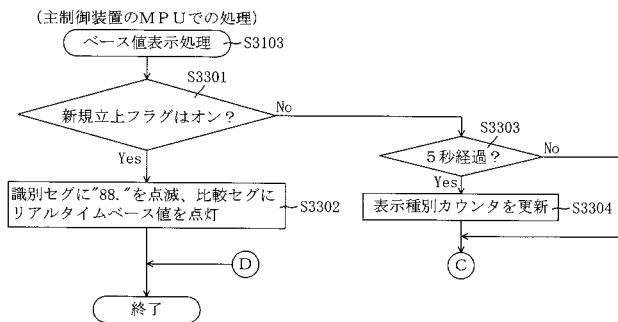 (主制御装置のMPUでの処理)
ベース値表示処理
S3103
S3301
新規立上フラグはオン?
No
Yes
S3303
5秒経過?
No
Yes
識別セグに"88."を点滅、比較セグに
リアルタイムベース値を点灯
S3302
表示種別カウンタを更新
S3304
D
C
終了